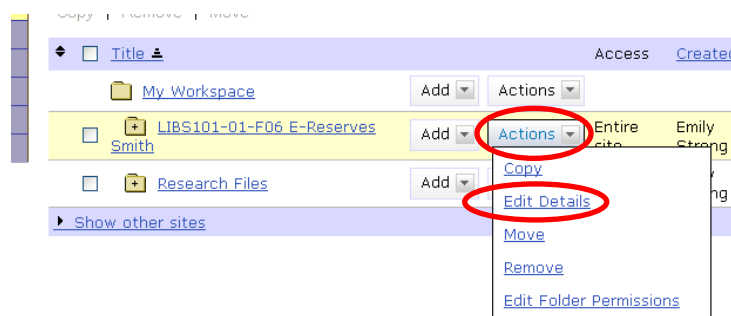 Copy | Remove | Move
Title Access Created
My Workspace Add Actions
LIBS101-01-F06 E-Reserves Add Actions Entire Emily
Smith site Strong
Research Files Add
Show other sites
Copy
Edit Details
Move
Remove
Edit Folder Permissions